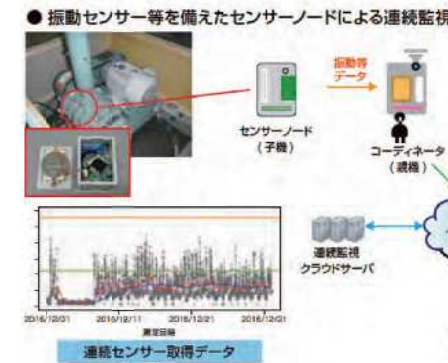 ● 振動センサー等を備えたセンサーノードによる連続監視
振動等
データ
センサーノード
(子機)
コーディネータ
(親機)
連続監視
クラウドサーバ
2016/12/11
2016/12/21
2016/12/31
測定日時
連続センサー取得データ